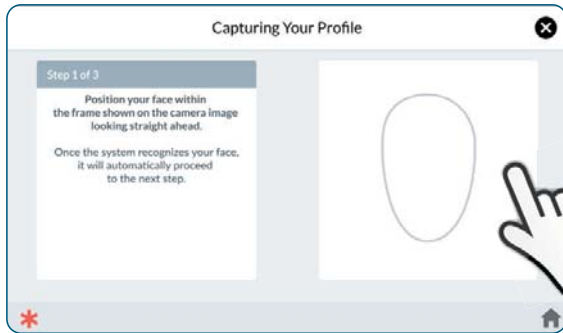 Capturing Your Profile
Step 1 of 3
Position your face within
the frame shown on the camera image
looking straight ahead.
Once the system recognizes your face,
it will automatically proceed
to the next step.